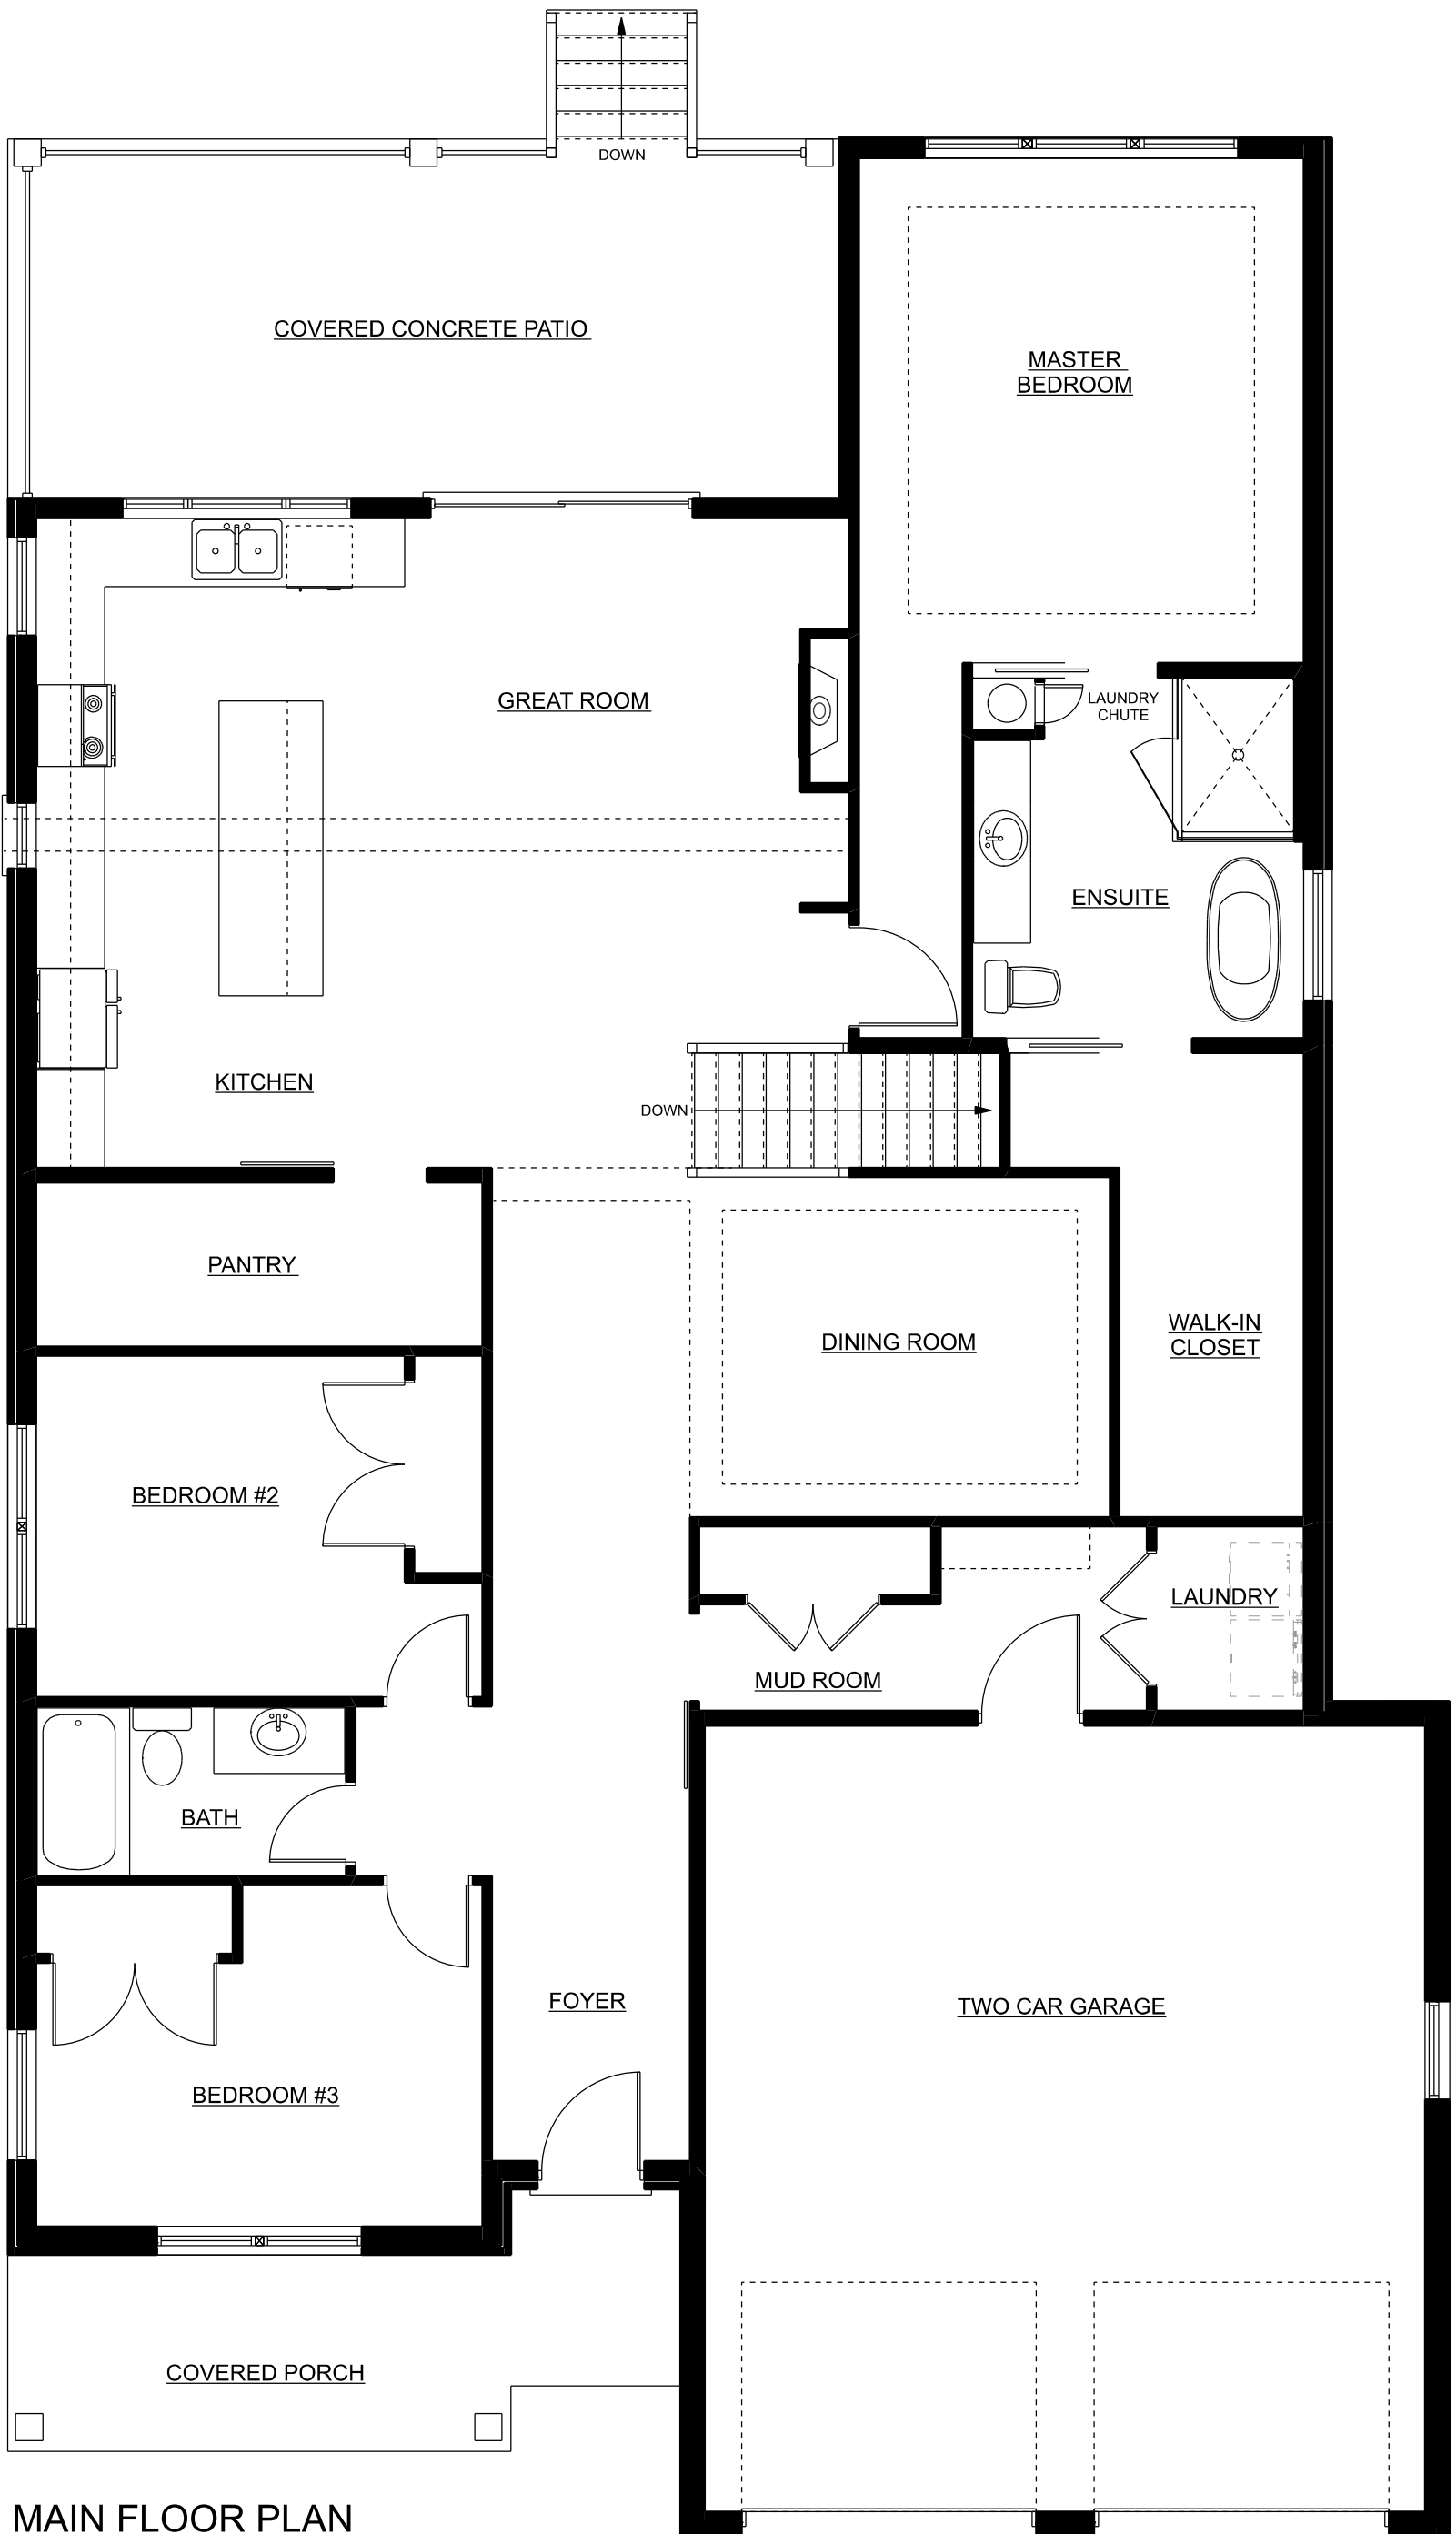 DOWN
COVERED CONCRETE PATIO
MASTER
BEDROOM
GREAT ROOM
LAUNDRY
CHUTE
ENSUITE
KITCHEN
DOWN
PANTRY
DINING ROOM
WALK-IN
CLOSET
BEDROOM #2
LAUNDRY
MUD ROOM
BATH
FOYER
TWO CAR GARAGE
BEDROOM #3
COVERED PORCH
MAIN FLOOR PLAN